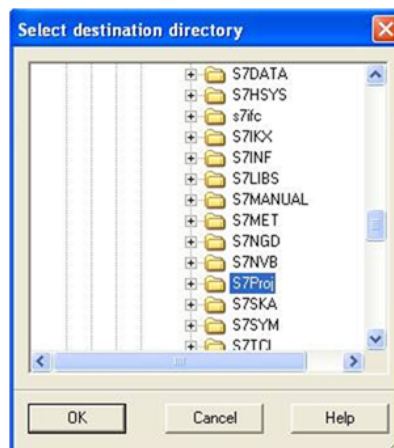 Select destination directory
S7DATA
S7HSYS
s7ifc
S7IKX
S7INF
S7LIBS
S7MANUAL
S7MET
S7NGD
S7NVB
S7Proj
S7SKA
S7SYM
S7TCI
OK
Cancel
Help